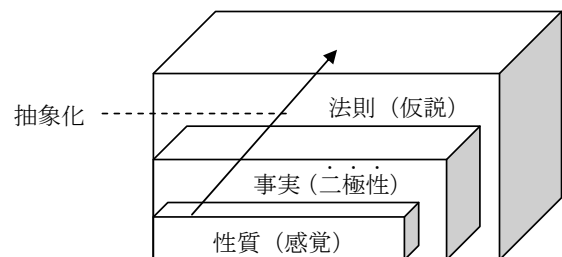 法則（仮説）
抽象化
事実（二極性）
性質（感覚）